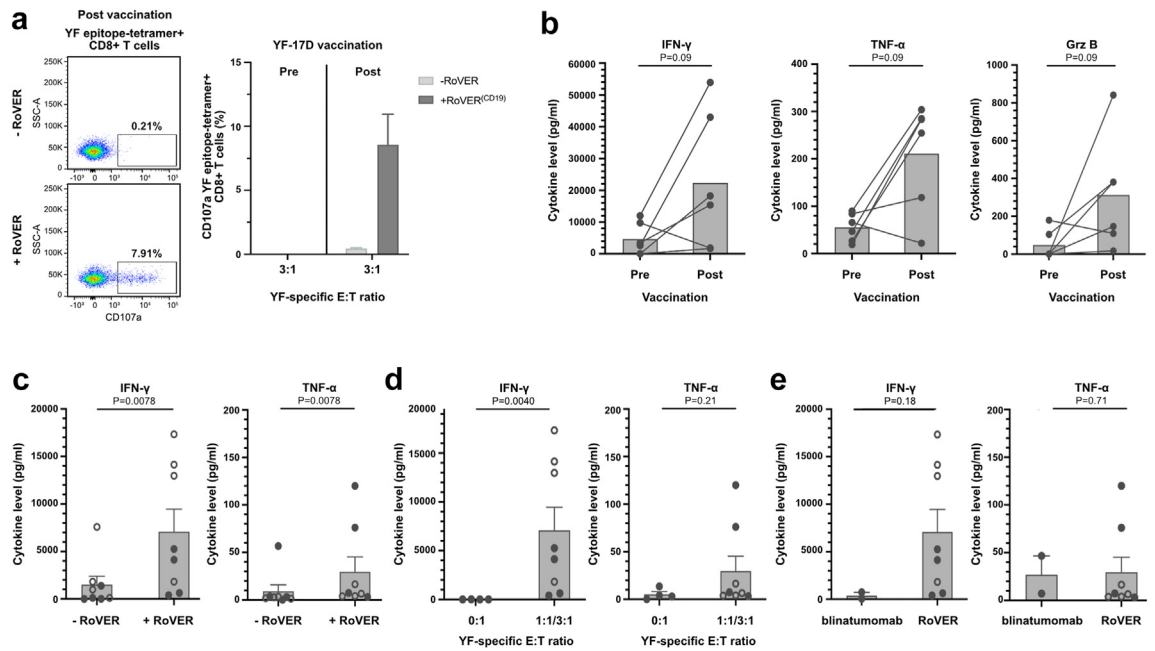 a
Post vaccination
YF epitope-tetramer+
CD8+ T cells
- RoVER
SSC-A
250K
200K
150K
100K
50K
0
0.21%
-10³ 0 10³ 10⁴ 10⁵
+ RoVER
SSC-A
250K
200K
150K
100K
50K
0
7.91%
-10³ 0 10³ 10⁴ 10⁵
CD107a
YF-17D vaccination
CD107a YF epitope-tetramer+
CD8+ T cells (%)
15
10
5
0
Pre
Post
3:1
3:1
YF-specific E:T ratio
-RoVER
+RoVER(CD19)
b
IFN-γ
P=0.09
Cytokine level (pg/ml)
60000
50000
40000
30000
20000
10000
0
Pre
Post
Vaccination
TNF-α
P=0.09
Cytokine level (pg/ml)
400
300
200
100
0
Pre
Post
Vaccination
Grz B
P=0.09
Cytokine level (pg/ml)
1000
800
600
400
200
0
Pre
Post
Vaccination
c
IFN-γ
P=0.0078
Cytokine level (pg/ml)
20000
15000
10000
5000
0
- RoVER
+ RoVER
TNF-α
P=0.0078
Cytokine level (pg/ml)
200
150
100
50
0
- RoVER
+ RoVER
d
IFN-γ
P=0.0040
Cytokine level (pg/ml)
20000
15000
10000
5000
0
0:1
1:1/3:1
YF-specific E:T ratio
TNF-α
P=0.21
Cytokine level (pg/ml)
200
150
100
50
0
0:1
1:1/3:1
YF-specific E:T ratio
e
IFN-γ
P=0.18
Cytokine level (pg/ml)
20000
15000
10000
5000
0
blinatumomab
RoVER
TNF-α
P=0.71
Cytokine level (pg/ml)
200
150
100
50
0
blinatumomab
RoVER